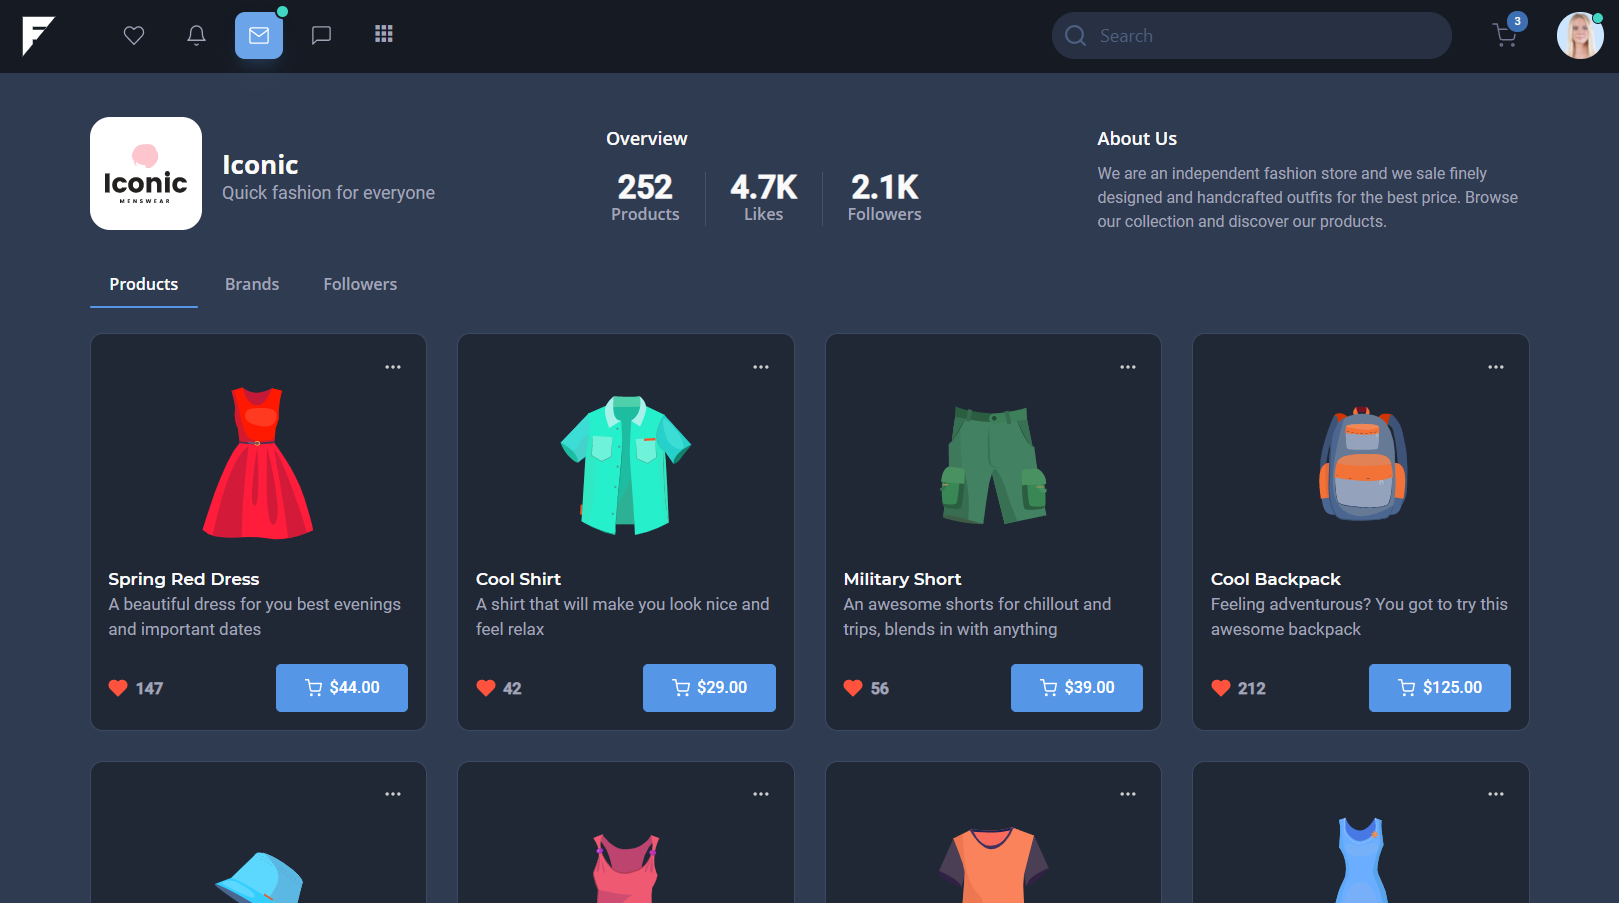 Search
3
Iconic
MENSWEAR
Iconic
Quick fashion for everyone
Overview
252
Products
4.7K
Likes
2.1K
Followers
About Us
We are an independent fashion store and we sale finely
designed and handcrafted outfits for the best price. Browse
our collection and discover our products.
Products
Brands
Followers
Spring Red Dress
A beautiful dress for you best evenings
and important dates
147
$44.00
Cool Shirt
A shirt that will make you look nice and
feel relax
42
$29.00
Military Short
An awesome shorts for chillout and
trips, blends in with anything
56
$39.00
Cool Backpack
Feeling adventurous? You got to try this
awesome backpack
212
$125.00